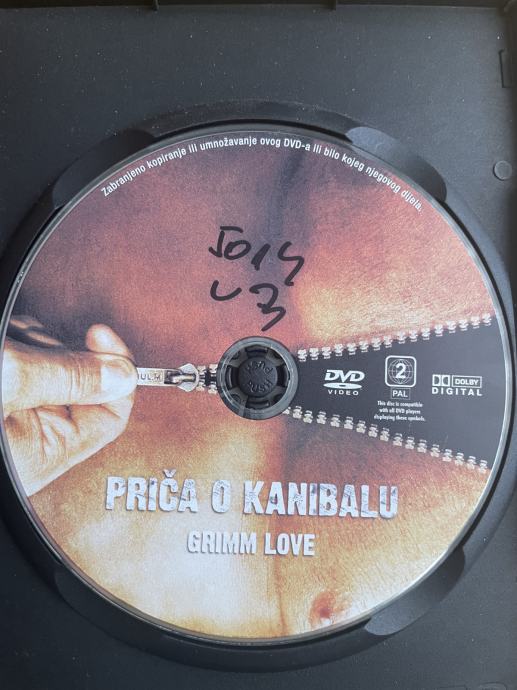 Zabranjeno kopiranje ili umnožavanje ovog DVD-a ili bilo kojeg njegovog dijela.
DVD
VIDEO
2
PAL
DOLBY
DIGITAL
This disc is compatible
with all DVD players
displaying these symbols.
PRIČA O KANIBALU
GRIMM LOVE